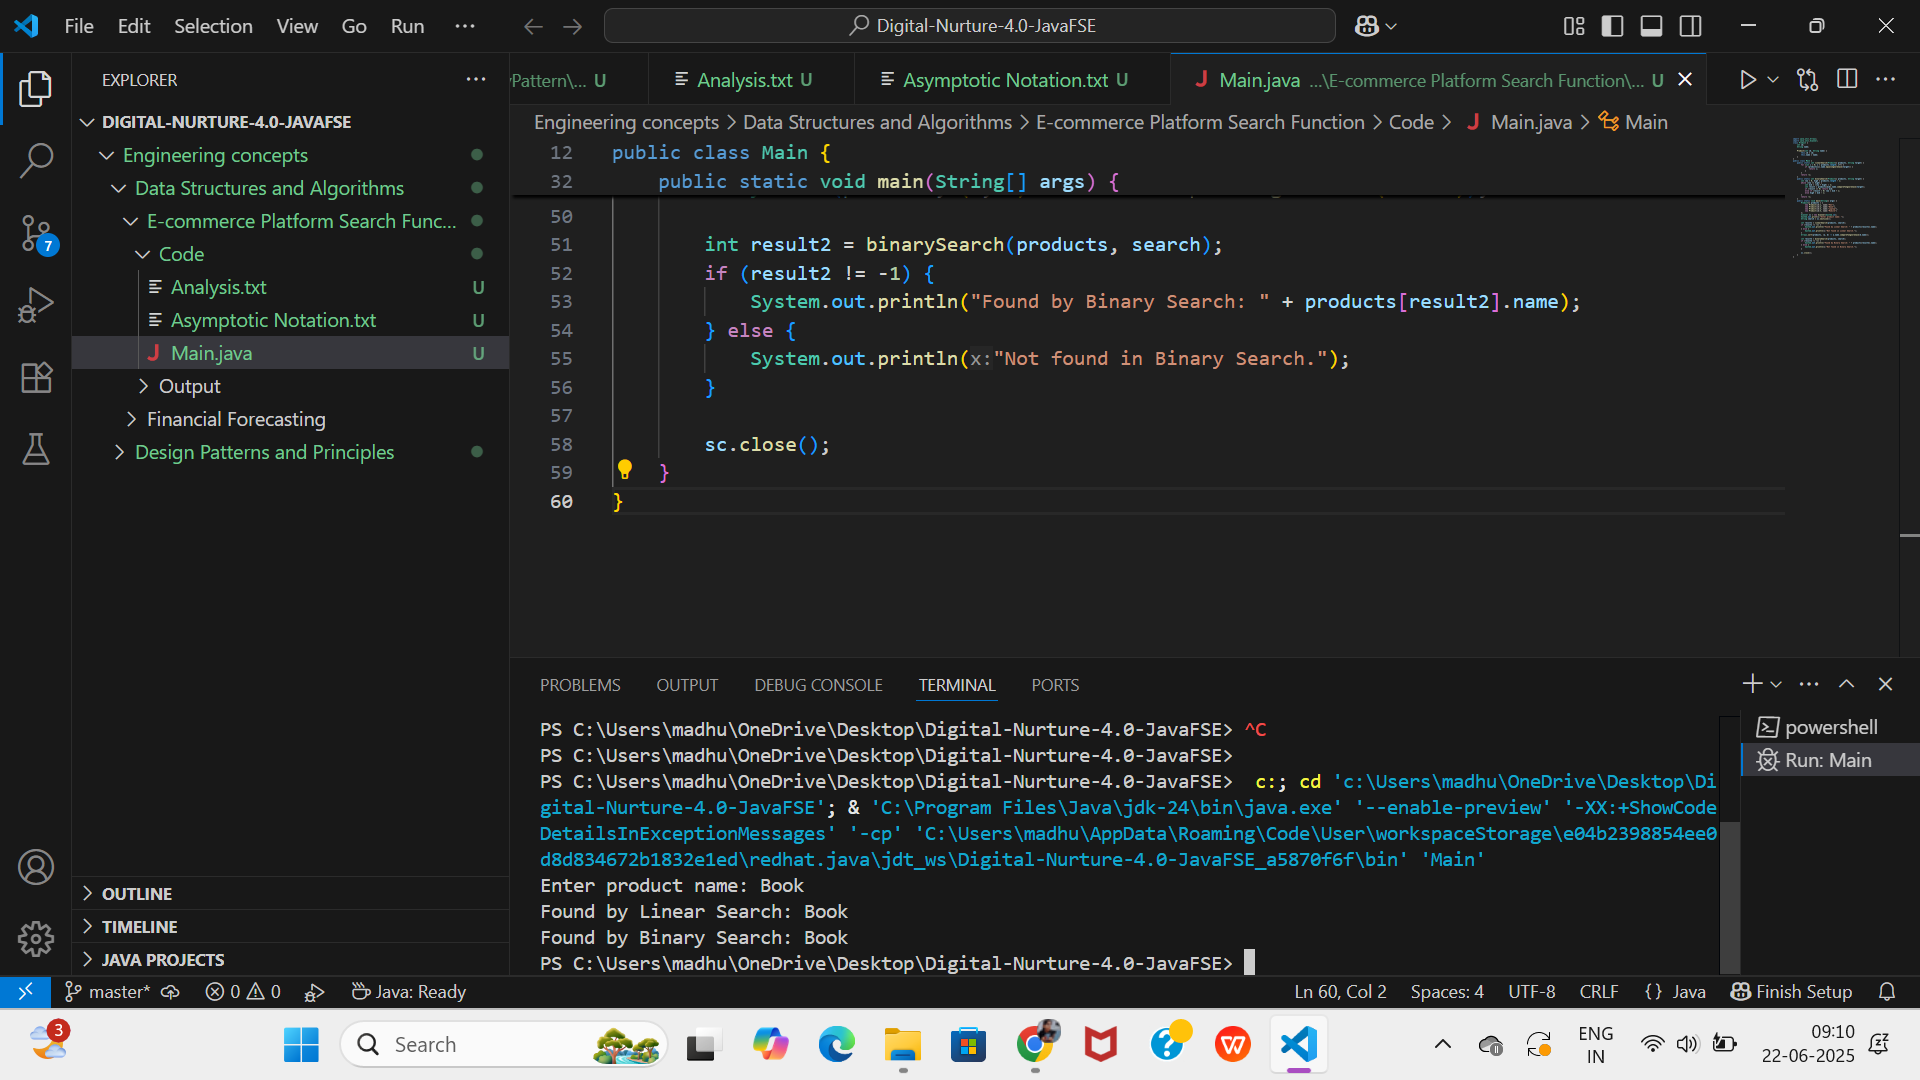 File Edit Selection View Go Run ···
Digital-Nurture-4.0-JavaFSE
EXPLORER
DIGITAL-NURTURE-4.0-JAVAFSE
Engineering concepts
Data Structures and Algorithms
E-commerce Platform Search Func...
Code
Analysis.txt U
Asymptotic Notation.txt U
Main.java U
Output
Financial Forecasting
Design Patterns and Principles
OUTLINE
TIMELINE
JAVA PROJECTS
7
Pattern\... U
Analysis.txt U
Asymptotic Notation.txt U
Main.java ...\E-commerce Platform Search Function\... U
Engineering concepts > Data Structures and Algorithms > E-commerce Platform Search Function > Code > Main.java > Main
12 public class Main {
32 public static void main(String[] args) {
50
51 int result2 = binarySearch(products, search);
52 if (result2 != -1) {
53 System.out.println("Found by Binary Search: " + products[result2].name);
54 } else {
55 System.out.println(x:"Not found in Binary Search.");
56 }
57
58 sc.close();
59 }
60 }
PROBLEMS OUTPUT DEBUG CONSOLE TERMINAL PORTS
powershell
Run: Main
PS C:\Users\madhu\OneDrive\Desktop\Digital-Nurture-4.0-JavaFSE> ^C
PS C:\Users\madhu\OneDrive\Desktop\Digital-Nurture-4.0-JavaFSE>
PS C:\Users\madhu\OneDrive\Desktop\Digital-Nurture-4.0-JavaFSE> c:; cd 'c:\Users\madhu\OneDrive\Desktop\Di
gital-Nurture-4.0-JavaFSE'; & 'C:\Program Files\Java\jdk-24\bin\java.exe' '--enable-preview' '-XX:+ShowCode
DetailsInExceptionMessages' '-cp' 'C:\Users\madhu\AppData\Roaming\Code\User\workspaceStorage\e04b2398854ee0
d8d834672b1832e1ed\redhat.java\jdt_ws\Digital-Nurture-4.0-JavaFSE_a5870f6f\bin' 'Main'
Enter product name: Book
Found by Linear Search: Book
Found by Binary Search: Book
PS C:\Users\madhu\OneDrive\Desktop\Digital-Nurture-4.0-JavaFSE>
master* 0 0 Java: Ready
Ln 60, Col 2 Spaces: 4 UTF-8 CRLF {} Java Finish Setup
3
Search
ENG
IN
09:10
22-06-2025